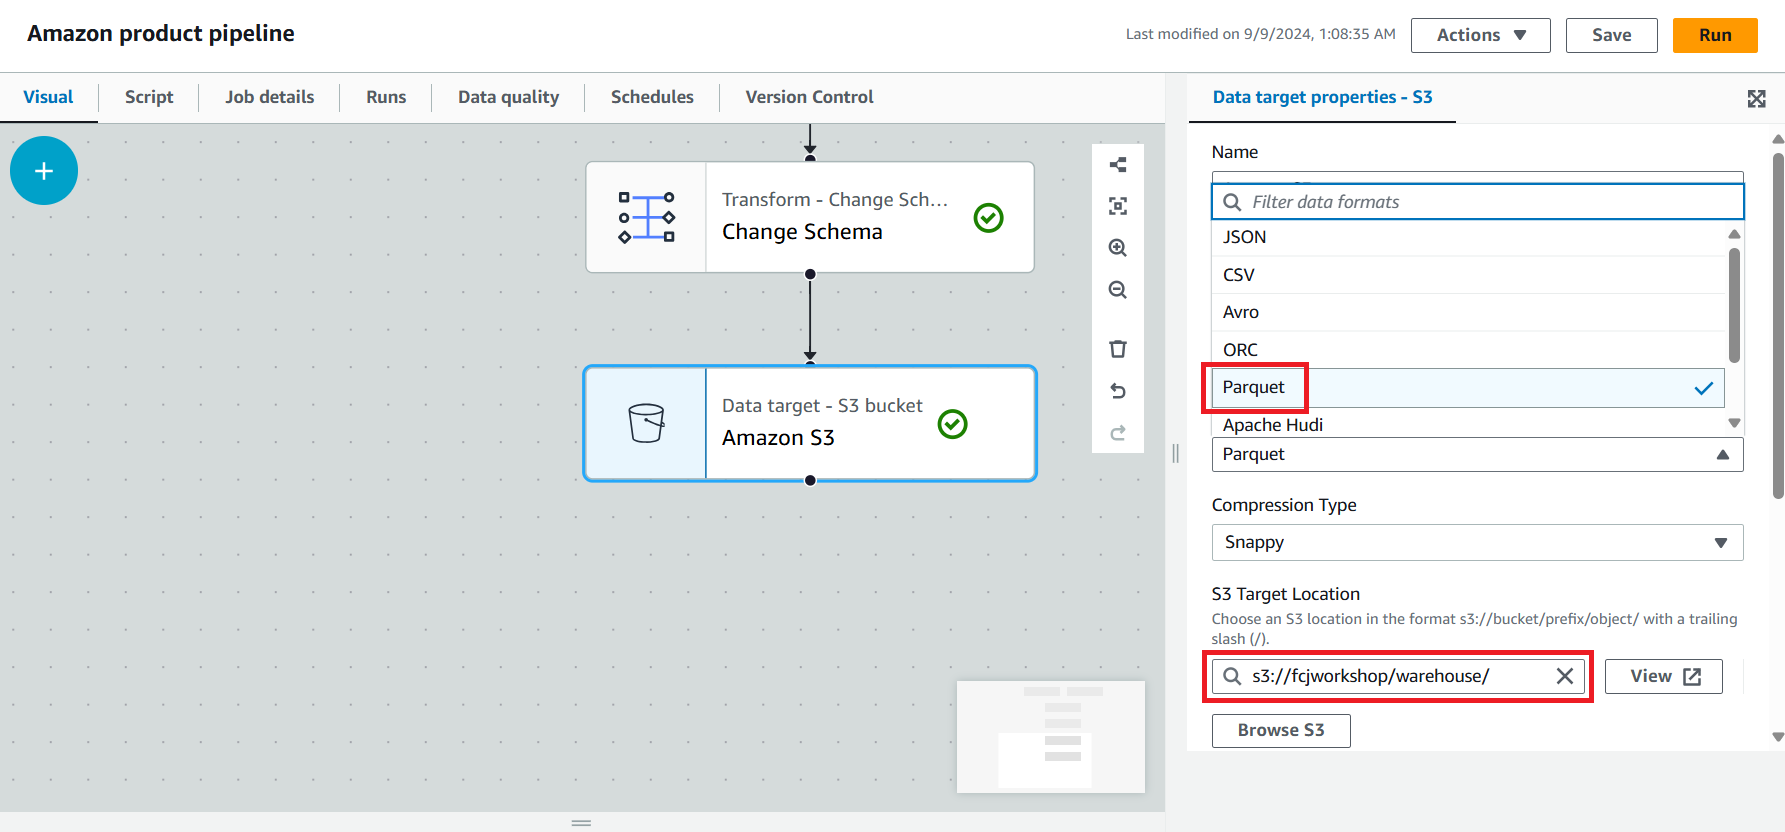 Amazon product pipeline
Last modified on 9/9/2024, 1:08:35 AM
Actions
Save
Run
Visual
Script
Job details
Runs
Data quality
Schedules
Version Control
Transform - Change Sch...
Change Schema
Data target - S3 bucket
Amazon S3
Data target properties - S3
Name
Filter data formats
JSON
CSV
Avro
ORC
Parquet
Apache Hudi
Parquet
Compression Type
Snappy
S3 Target Location
Choose an S3 location in the format s3://bucket/prefix/object/ with a trailing
slash (/).
s3://fcjworkshop/warehouse/
View
Browse S3